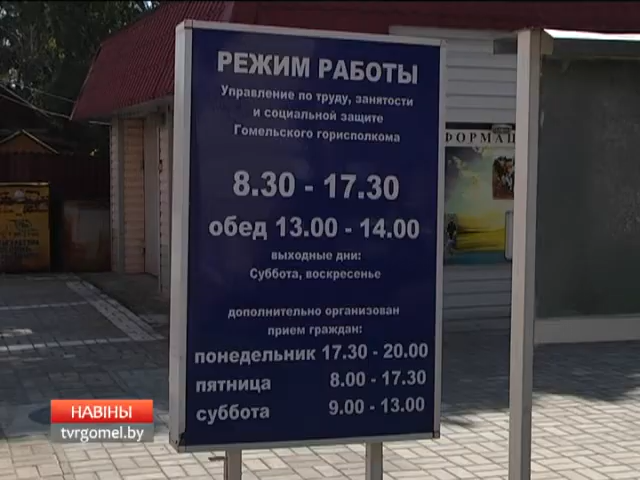 РЕЖИМ РАБОТЫ
Управление по труду, занятости
и социальной защите
Гомельского горисполкома
8.30 - 17.30
обед 13.00 - 14.00
выходные дни:
Суббота, воскресенье
дополнительно организован
прием граждан:
понедельник 17.30 - 20.00
пятница 8.00 - 17.30
суббота 9.00 - 13.00
ФОРМАЦ
НАВІНЫ
tvrgomel.by